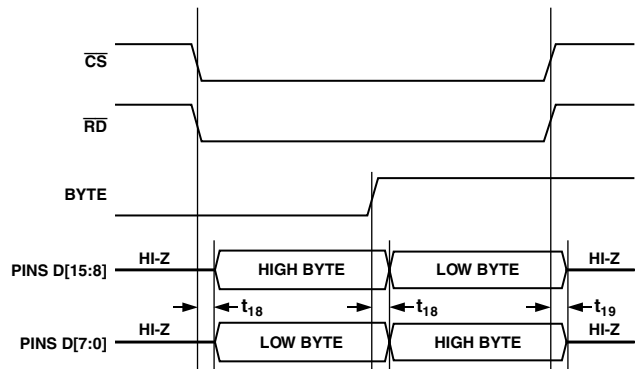 CS
RD
BYTE
PINS D[15:8] HI-Z HIGH BYTE LOW BYTE HI-Z
t18 t18 t19
PINS D[7:0] HI-Z LOW BYTE HIGH BYTE HI-Z